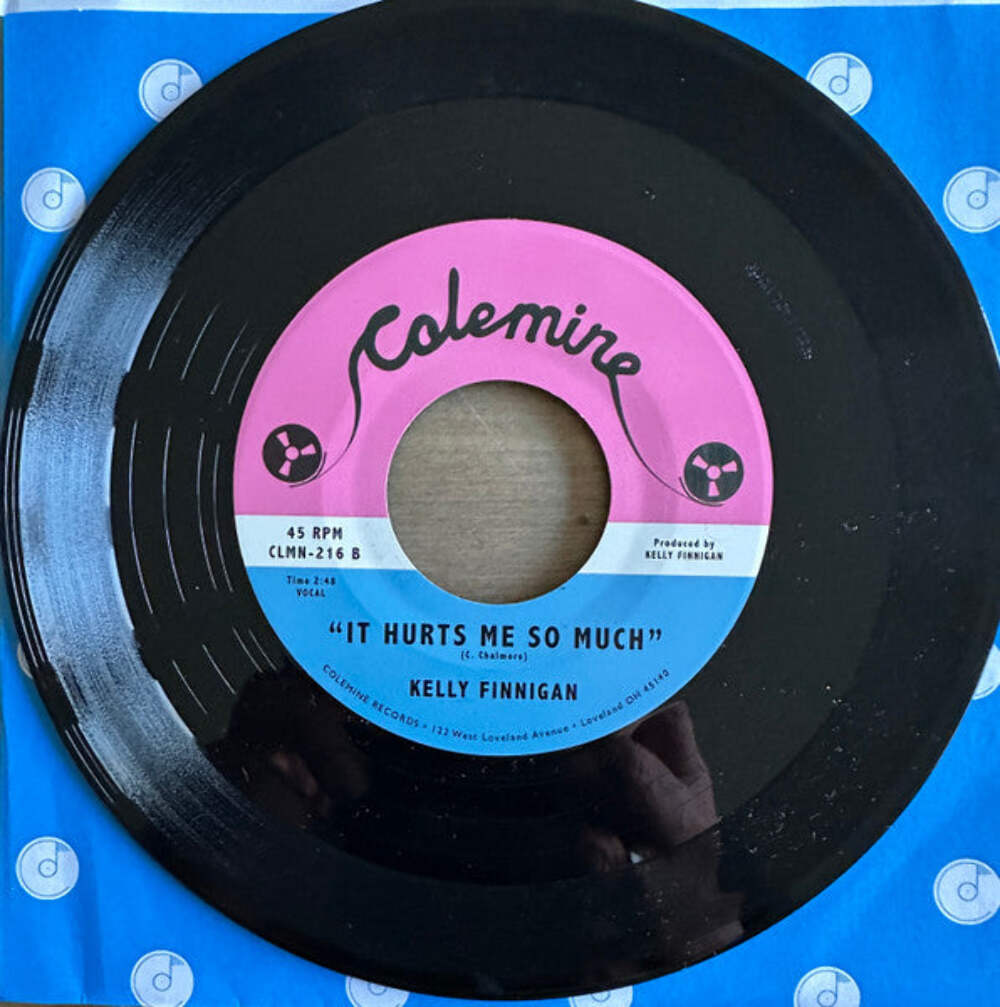 Colemine
45 RPM
CLMN-216 B
Produced by
KELLY FINNIGAN
Time 2:48
VOCAL
"IT HURTS ME SO MUCH"
(C. Chalmers)
KELLY FINNIGAN
COLEMINE RECORDS • 122 West Loveland Avenue • Loveland OH 45140